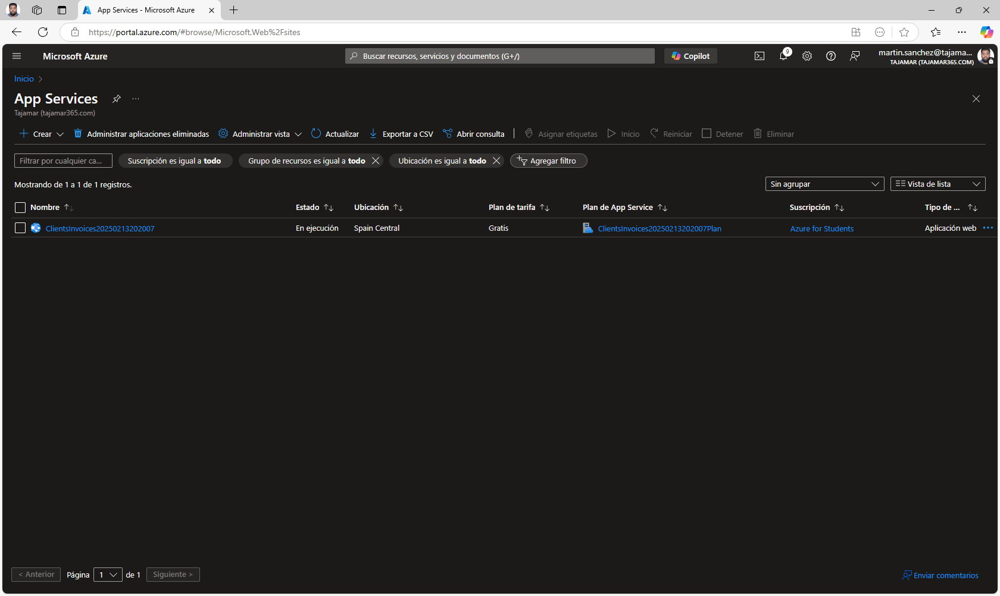 App Services - Microsoft Azure
https://portal.azure.com/#browse/Microsoft.Web%2Fsites
Microsoft Azure
Buscar recursos, servicios y documentos (G+/)
Copilot
9
martin.sanchez@tajama...
TAJAMAR (TAJAMAR365.COM)
Inicio
App Services
Tajamar (tajamar365.com)
Crear Administrar aplicaciones eliminadas Administrar vista Actualizar Exportar a CSV Abrir consulta Asignar etiquetas Inicio Reiniciar Detener Eliminar
Filtrar por cualquier ca... Suscripción es igual a todo Grupo de recursos es igual a todo Ubicación es igual a todo Agregar filtro
Mostrando de 1 a 1 de 1 registros. Sin agrupar Vista de lista
Nombre Estado Ubicación Plan de tarifa Plan de App Service Suscripción Tipo de ...
ClientsInvoices20250213202007 En ejecución Spain Central Gratis ClientsInvoices20250213202007Plan Azure for Students Aplicación web
< Anterior Página 1 de 1 Siguiente > Enviar comentarios